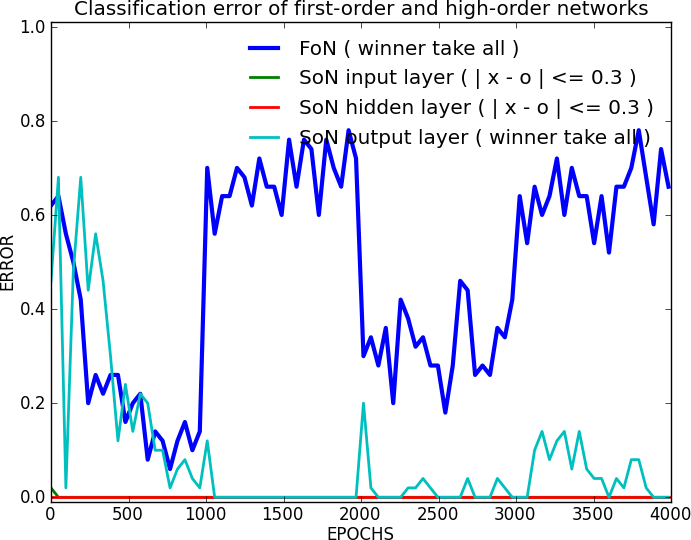 Classification error of first-order and high-order networks
1.0
FoN ( winner take all )
SoN input layer ( | x - o | <= 0.3 )
SoN hidden layer ( | x - o | <= 0.3 )
SoN output layer ( winner take all )
0.8
0.6
ERROR
0.4
0.2
0.0
0 500 1000 1500 2000 2500 3000 3500 4000
EPOCHS